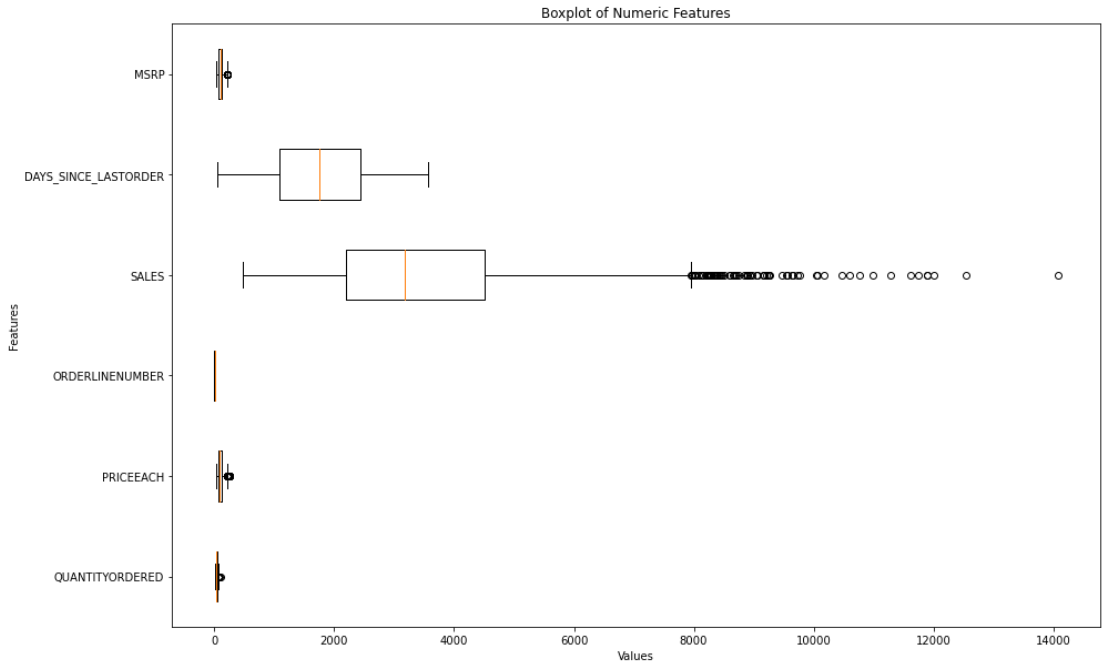 Boxplot of Numeric Features
MSRP
DAYS_SINCE_LASTORDER
SALES
ORDERLINENUMBER
PRICEEACH
QUANTITYORDERED
Features
0 2000 4000 6000 8000 10000 12000 14000
Values